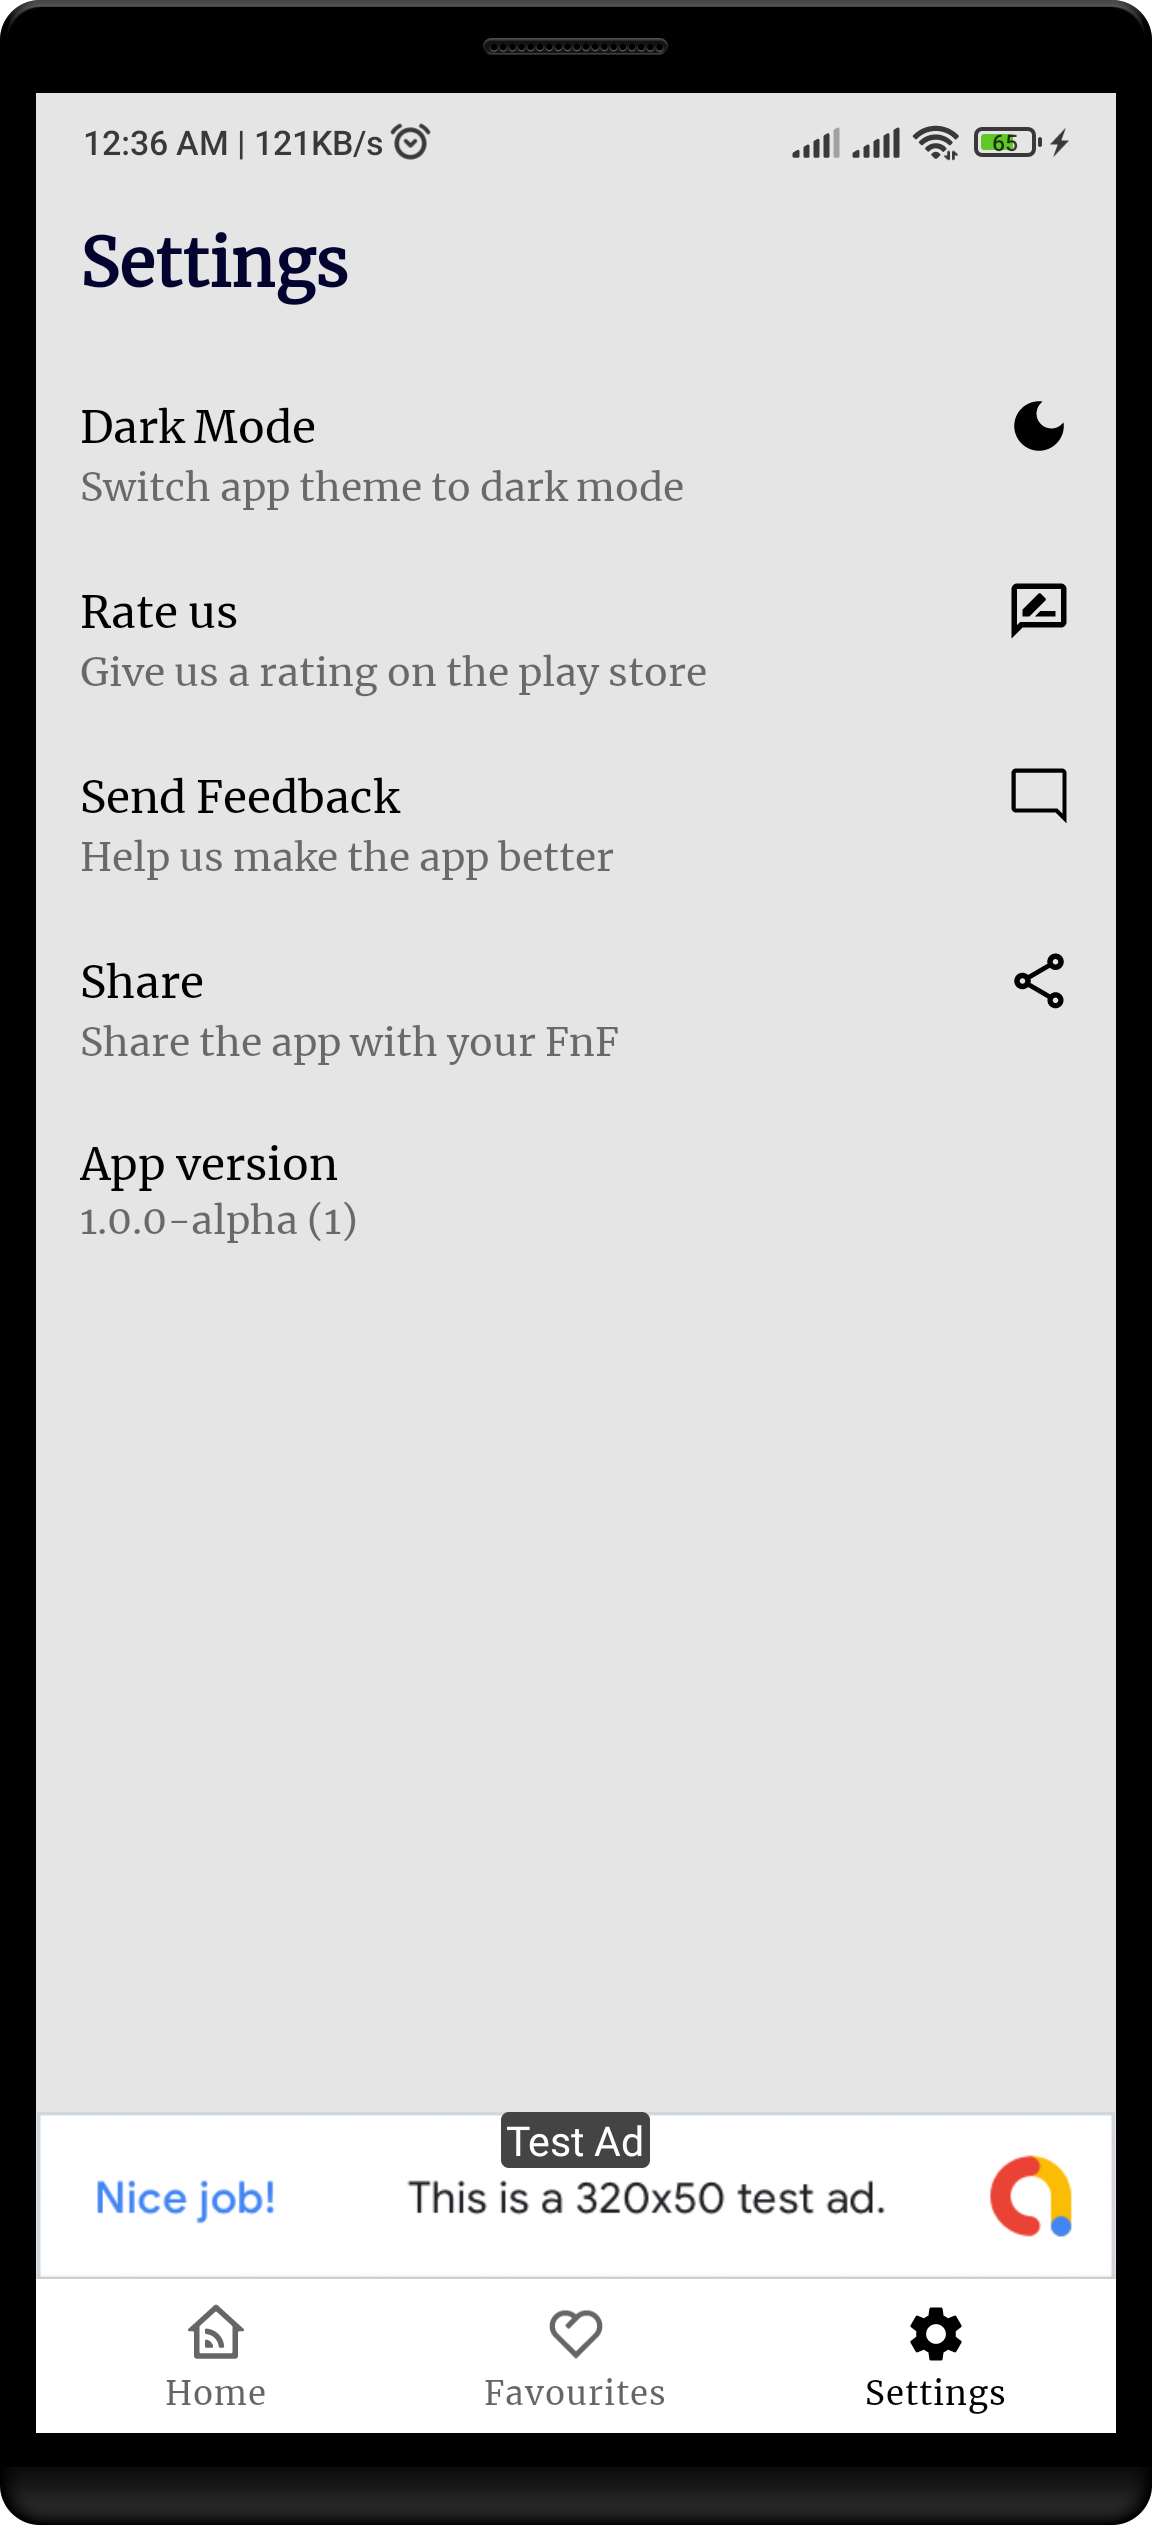 12:36 AM | 121KB/s
65
Settings
Dark Mode
Switch app theme to dark mode
Rate us
Give us a rating on the play store
Send Feedback
Help us make the app better
Share
Share the app with your FnF
App version
1.0.0-alpha (1)
Test Ad
Nice job! This is a 320x50 test ad.
Home Favourites Settings